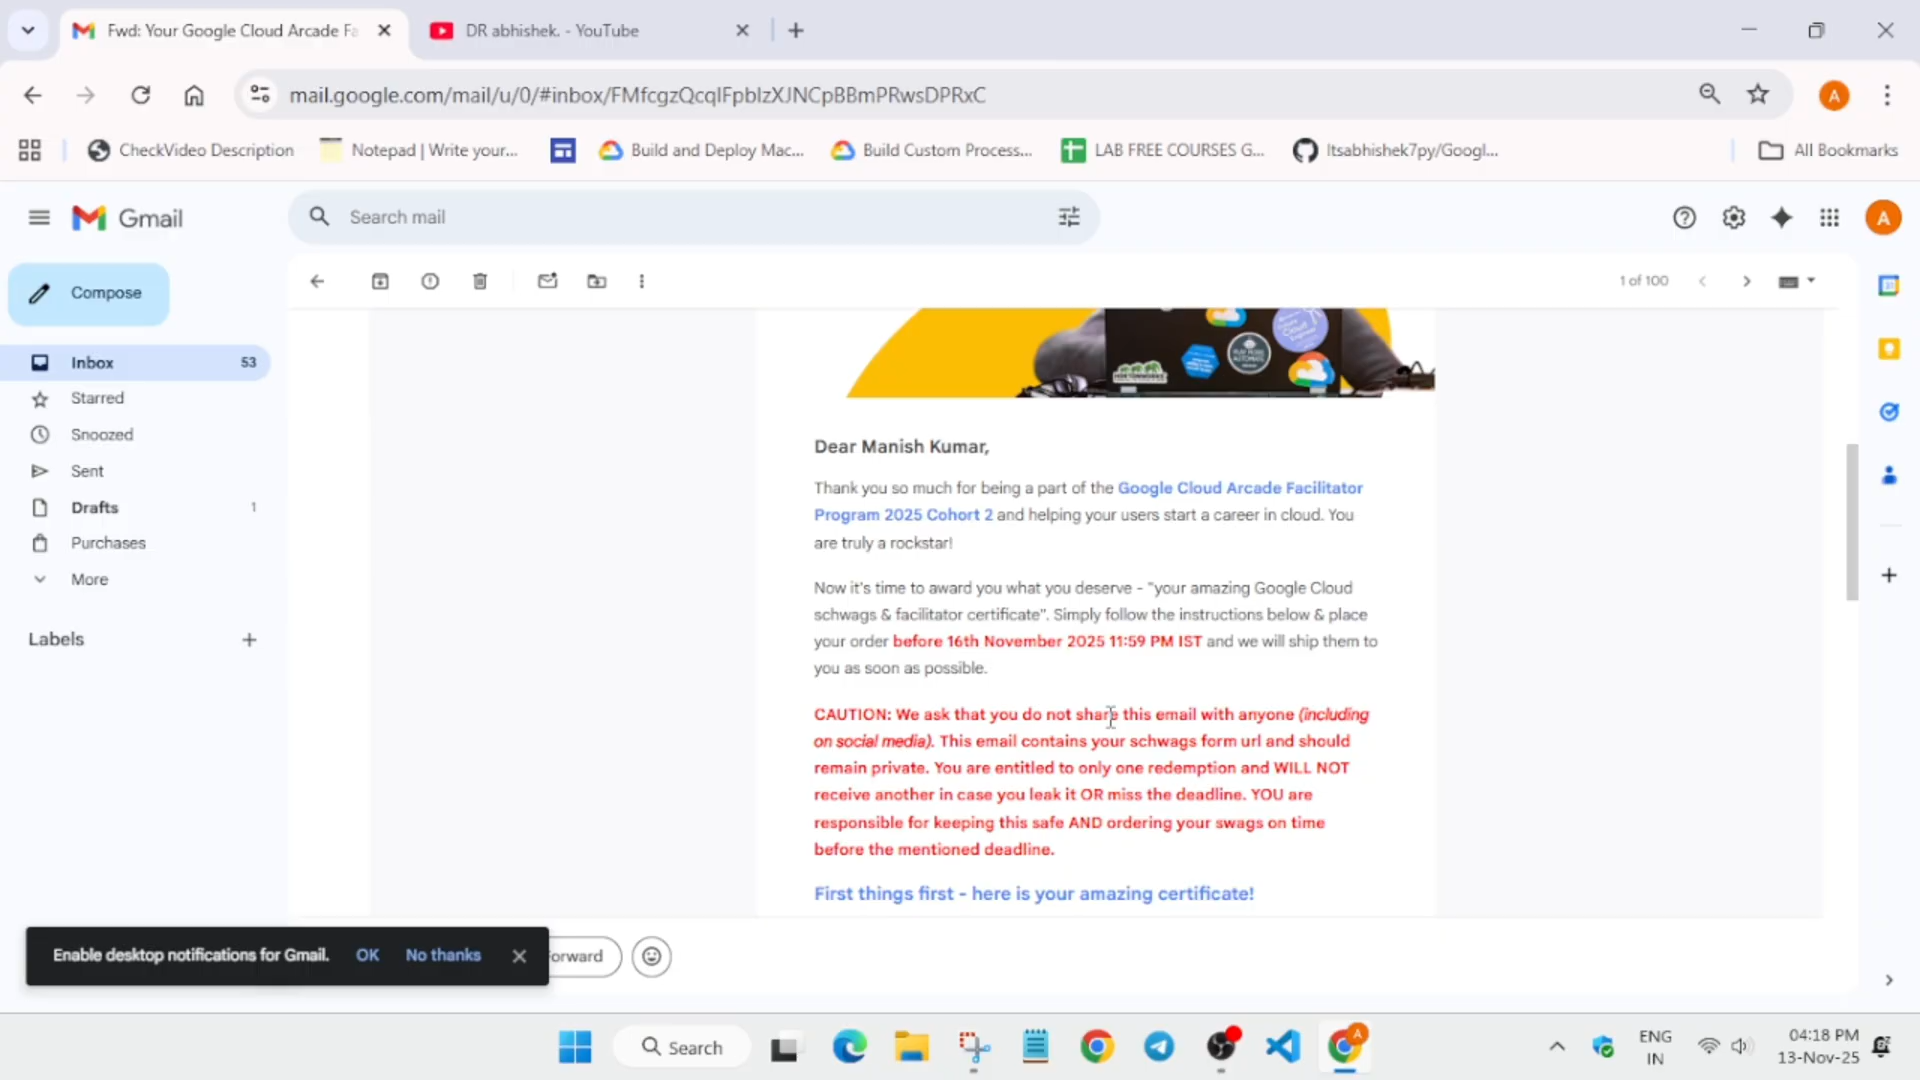 Fwd: Your Google Cloud Arcade Fa
DR abhishek. - YouTube
mail.google.com/mail/u/0/#inbox/FMfcgzQcqlFpblzXJNCpBBmPRwsDPRxC
A
CheckVideo Description
Notepad | Write your...
Build and Deploy Mac...
Build Custom Process...
LAB FREE COURSES G...
Itsabhishek7py/Googl...
All Bookmarks
Gmail
Search mail
A
Compose
1 of 100
Inbox 53
Starred
Snoozed
Sent
Drafts 1
Purchases
More
Labels
Dear Manish Kumar,
Thank you so much for being a part of the Google Cloud Arcade Facilitator
Program 2025 Cohort 2 and helping your users start a career in cloud. You
are truly a rockstar!
Now it's time to award you what you deserve - "your amazing Google Cloud
schwags & facilitator certificate". Simply follow the instructions below & place
your order before 16th November 2025 11:59 PM IST and we will ship them to
you as soon as possible.
CAUTION: We ask that you do not share this email with anyone (including
on social media). This email contains your schwags form url and should
remain private. You are entitled to only one redemption and WILL NOT
receive another in case you leak it OR miss the deadline. YOU are
responsible for keeping this safe AND ordering your swags on time
before the mentioned deadline.
First things first - here is your amazing certificate!
Enable desktop notifications for Gmail. OK No thanks
orward
Search
A
ENG
IN
04:18 PM
13-Nov-25